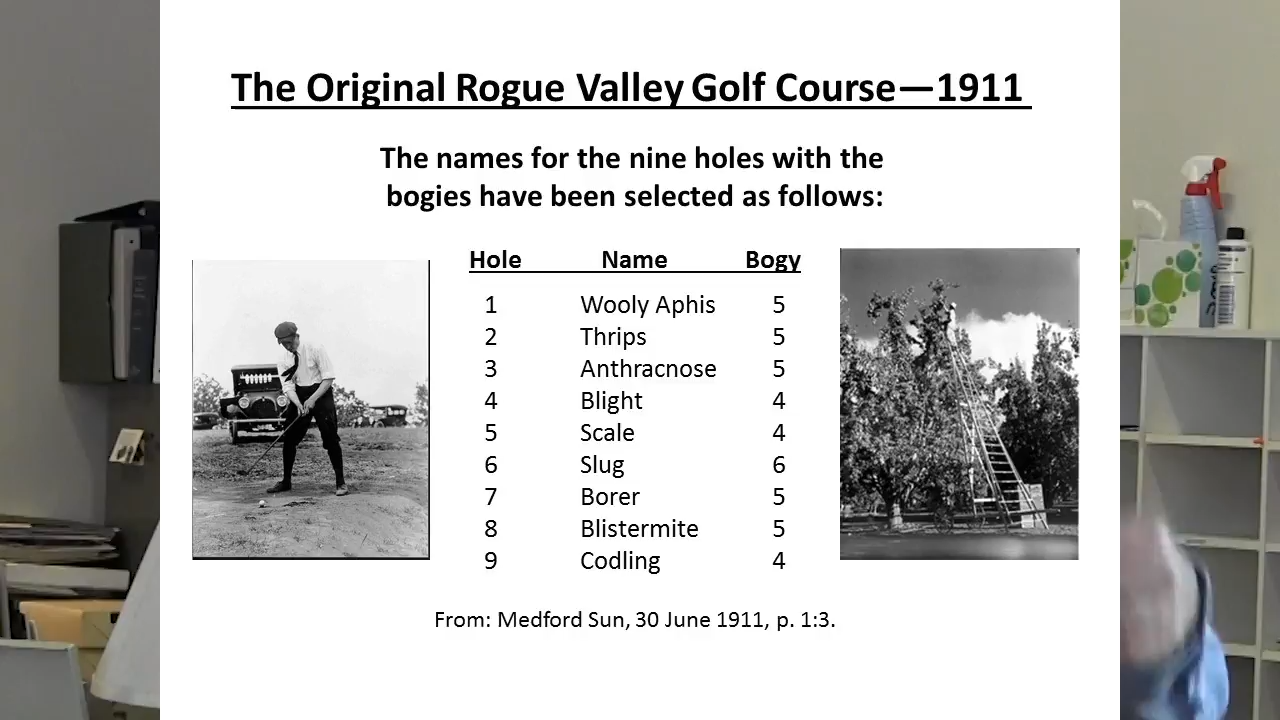 The Original Rogue Valley Golf Course—1911
The names for the nine holes with the
bogies have been selected as follows:
Hole Name Bogy
1 Wooly Aphis 5
2 Thrips 5
3 Anthracnose 5
4 Blight 4
5 Scale 4
6 Slug 6
7 Borer 5
8 Blistermite 5
9 Codling 4
From: Medford Sun, 30 June 1911, p. 1:3.